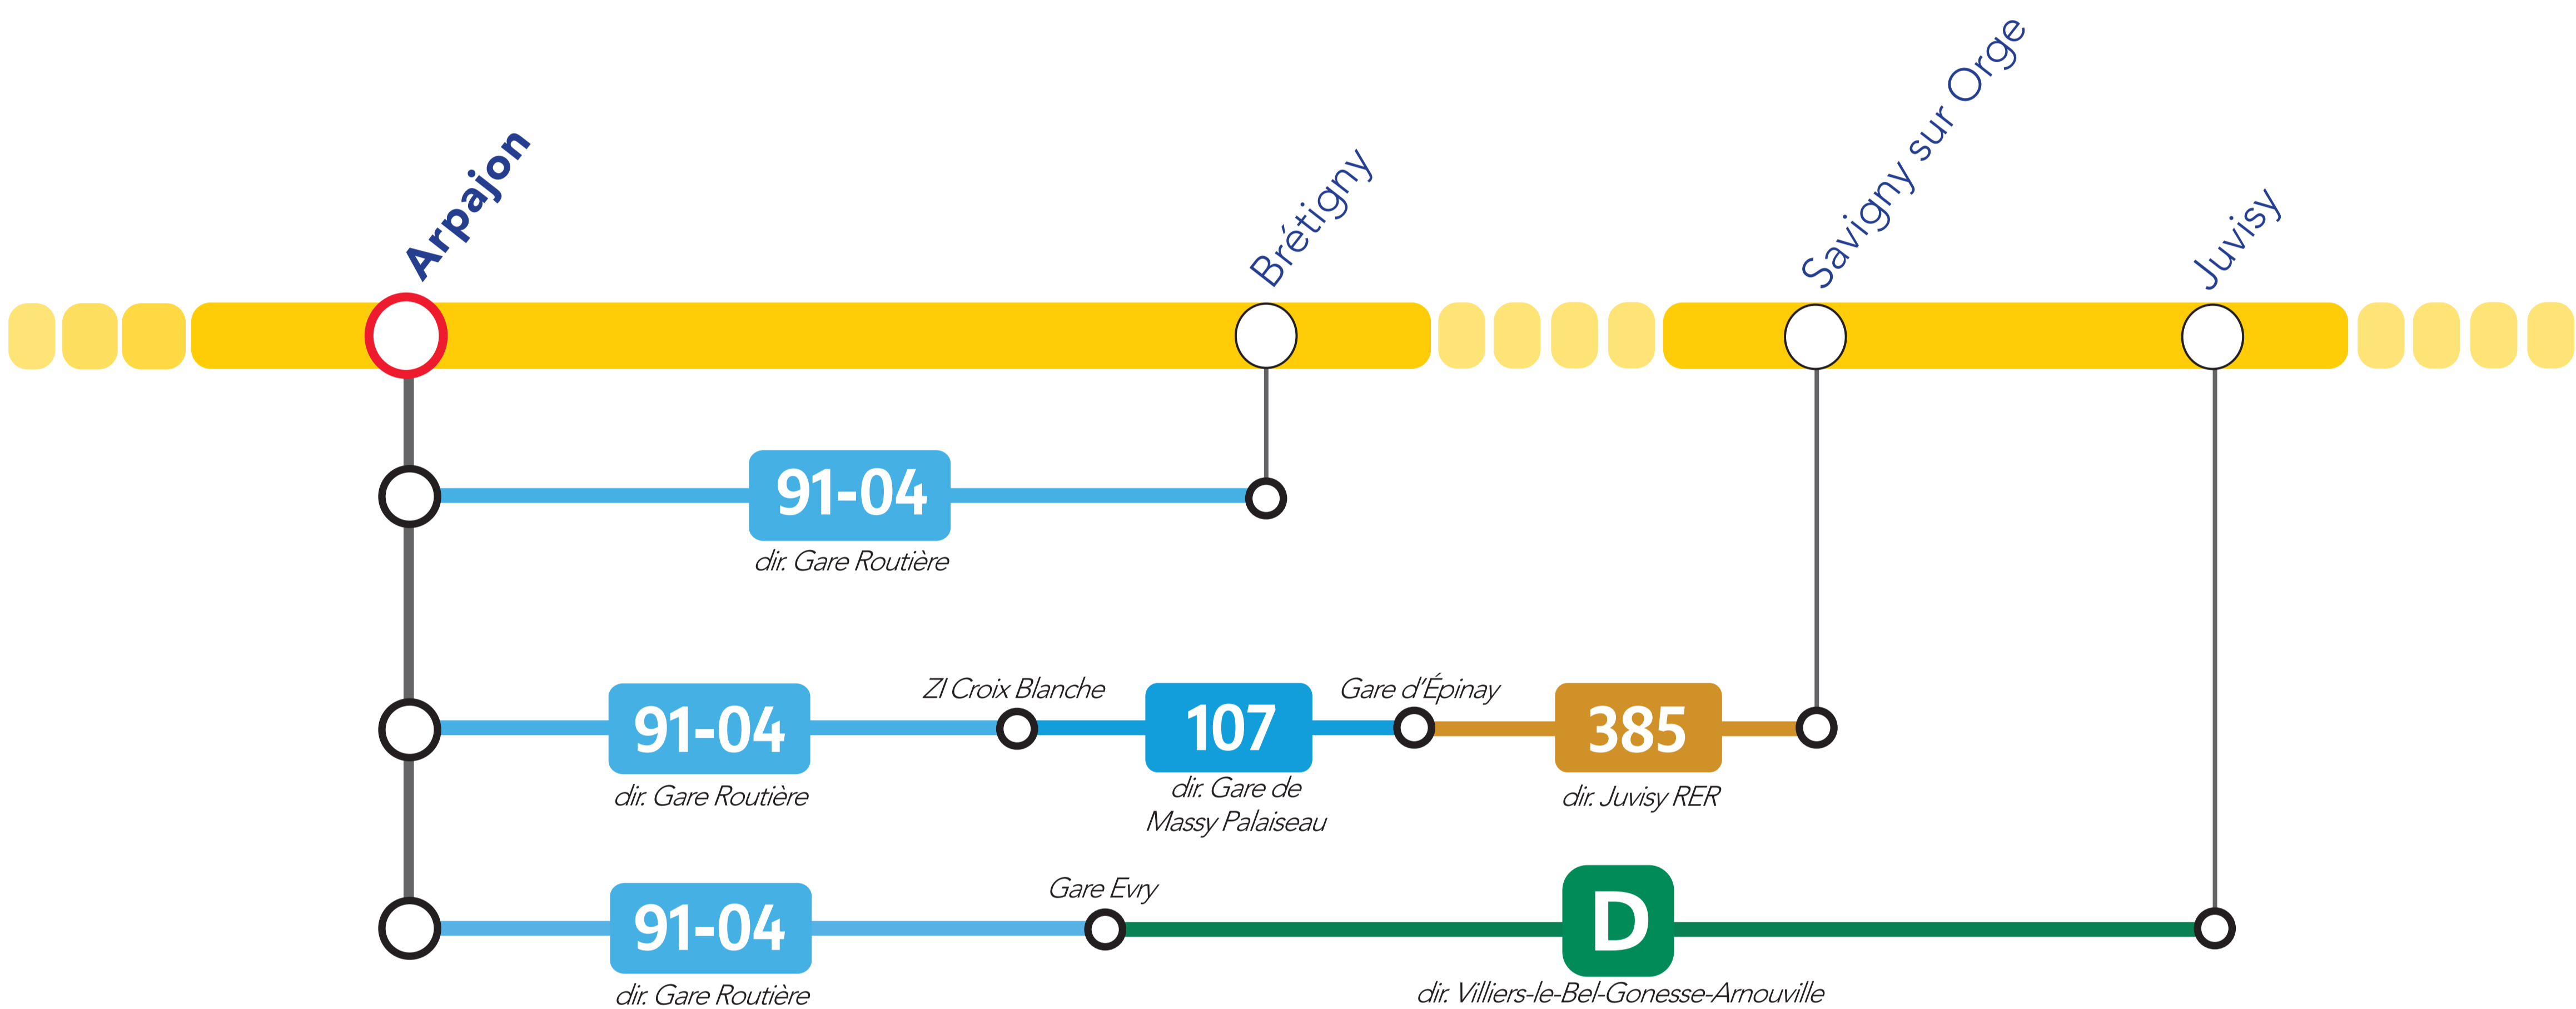 Arpajon
Brétigny
Savigny sur Orge
Juvisy
91-04
dir. Gare Routière
91-04
dir. Gare Routière
ZI Croix Blanche
107
dir. Gare de
Massy Palaiseau
Gare d'Épinay
385
dir. Juvisy RER
91-04
dir. Gare Routière
Gare Evry
D
dir. Villiers-le-Bel-Gonesse-Arnouville